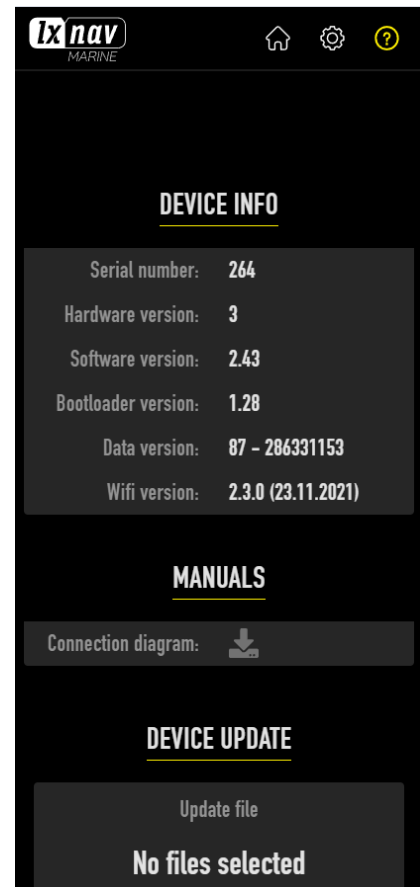 lx nav
MARINE
?
DEVICE INFO
Serial number: 264
Hardware version: 3
Software version: 2.43
Bootloader version: 1.28
Data version: 87 - 286331153
Wifi version: 2.3.0 (23.11.2021)
MANUALS
Connection diagram:
DEVICE UPDATE
Update file
No files selected